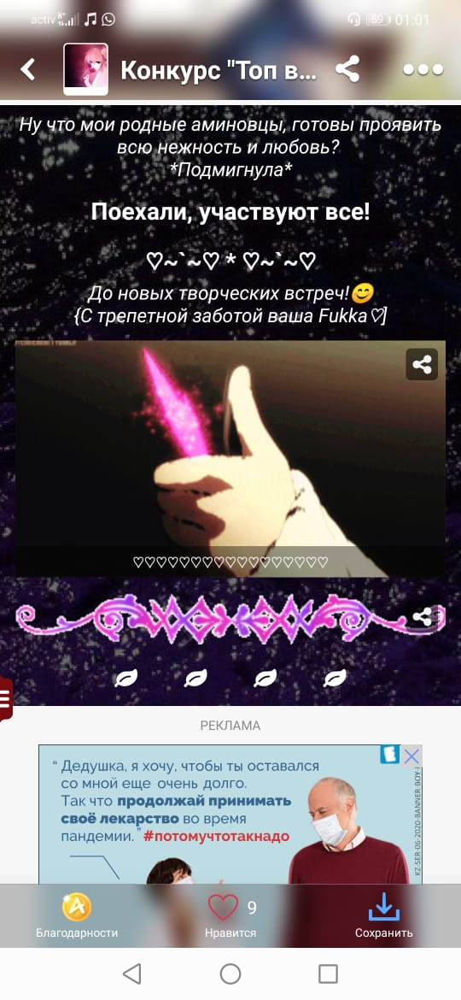 activ
59
01:01
Конкурс "Топ в...
Ну что мои родные аминовцы, готовы проявить
всю нежность и любовь?
*Подмигнула*
Поехали, участвуют все!
♡~`~♡ * ♡~`~♡
До новых творческих встреч!😊
{С трепетной заботой ваша Fukka♡]
♡♡♡♡♡♡♡♡♡♡♡♡♡♡♡♡♡
РЕКЛАМА
“ Дедушка, я хочу, чтобы ты оставался
со мной еще очень долго.
Так что продолжай принимать
своё лекарство во время
пандемии.” #потомучтотакнадо
KZ-SER-06-2020-BANNER-BOY-I
9
Благодарности
Нравится
Сохранить